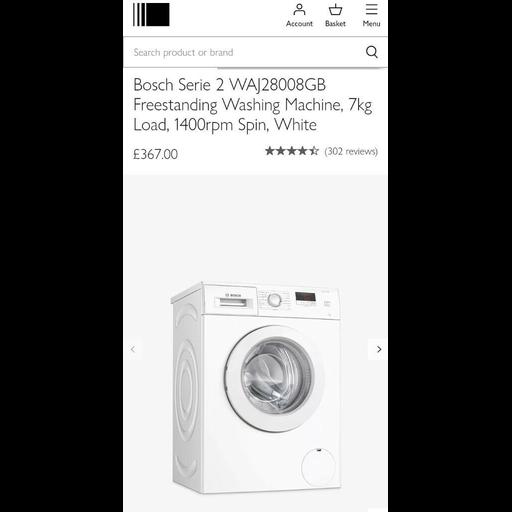 Account Basket Menu
Search product or brand
Bosch Serie 2 WAJ28008GB
Freestanding Washing Machine, 7kg
Load, 1400rpm Spin, White
£367.00 (302 reviews)
BOSCH